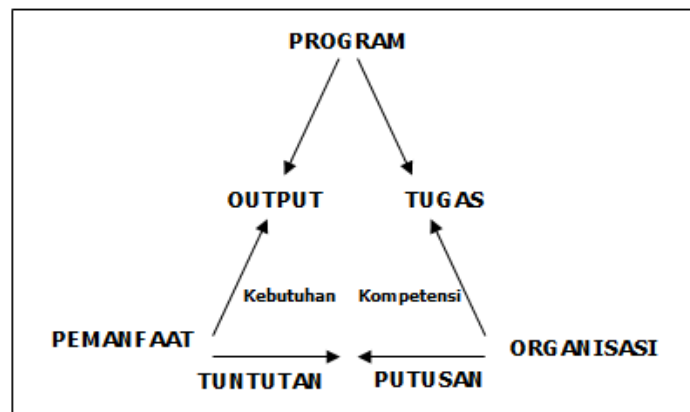 PROGRAM
OUTPUT TUGAS
Kebutuhan Kompetensi
PEMANFAAT ORGANISASI
TUNTUTAN PUTUSAN